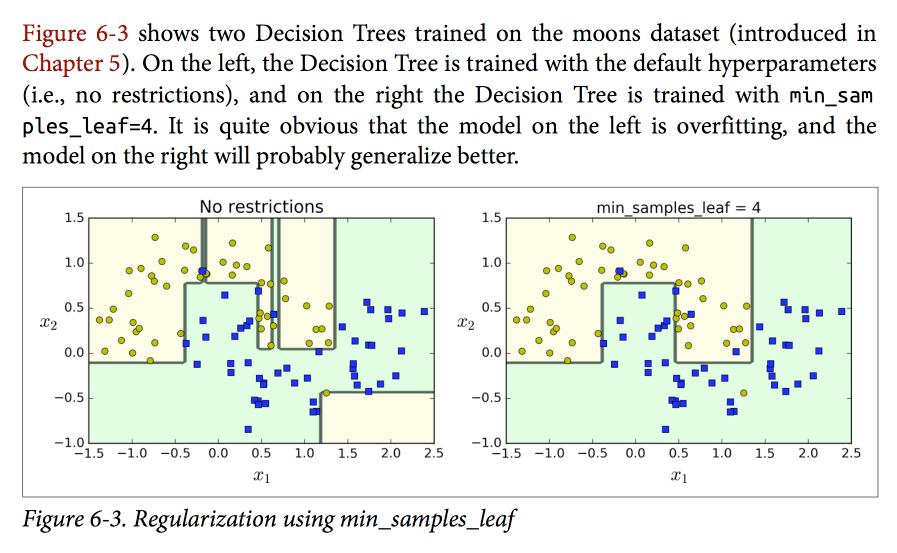 Figure 6-3 shows two Decision Trees trained on the moons dataset (introduced in
Chapter 5). On the left, the Decision Tree is trained with the default hyperparameters
(i.e., no restrictions), and on the right the Decision Tree is trained with min_sam
ples_leaf=4. It is quite obvious that the model on the left is overfitting, and the
model on the right will probably generalize better.
No restrictions
1.5
1.0
0.5
0.0
−0.5
−1.0
x2
−1.5 −1.0 −0.5 0.0 0.5 1.0 1.5 2.0 2.5
x1
min_samples_leaf = 4
1.5
1.0
0.5
0.0
−0.5
−1.0
x2
−1.5 −1.0 −0.5 0.0 0.5 1.0 1.5 2.0 2.5
x1
Figure 6-3. Regularization using min_samples_leaf